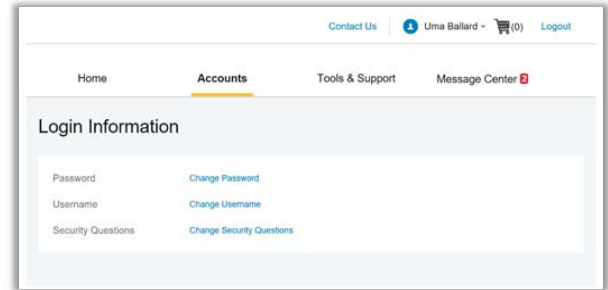 Contact Us Uma Ballard (0) Logout
Home Accounts Tools & Support Message Center 2
Login Information
Password Change Password
Username Change Username
Security Questions Change Security Questions